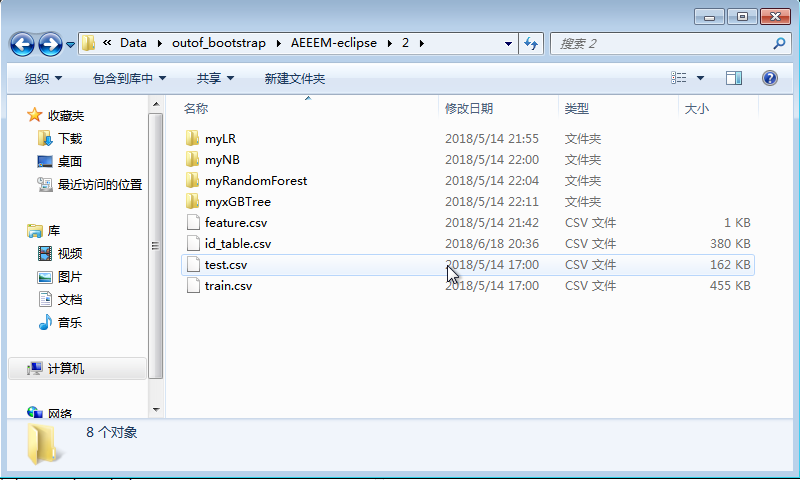 « Data ▸ outof_bootstrap ▸ AEEEM-eclipse ▸ 2 ▸
搜索 2
组织 包含到库中 共享 新建文件夹
收藏夹
下载
桌面
最近访问的位置
库
视频
图片
文档
音乐
计算机
网络
名称 修改日期 类型 大小
myLR 2018/5/14 21:55 文件夹
myNB 2018/5/14 22:00 文件夹
myRandomForest 2018/5/14 22:04 文件夹
myxGBTree 2018/5/14 22:11 文件夹
feature.csv 2018/5/14 21:42 CSV 文件 1 KB
id_table.csv 2018/6/18 20:36 CSV 文件 380 KB
test.csv 2018/5/14 17:00 CSV 文件 162 KB
train.csv 2018/5/14 17:00 CSV 文件 455 KB
8 个对象